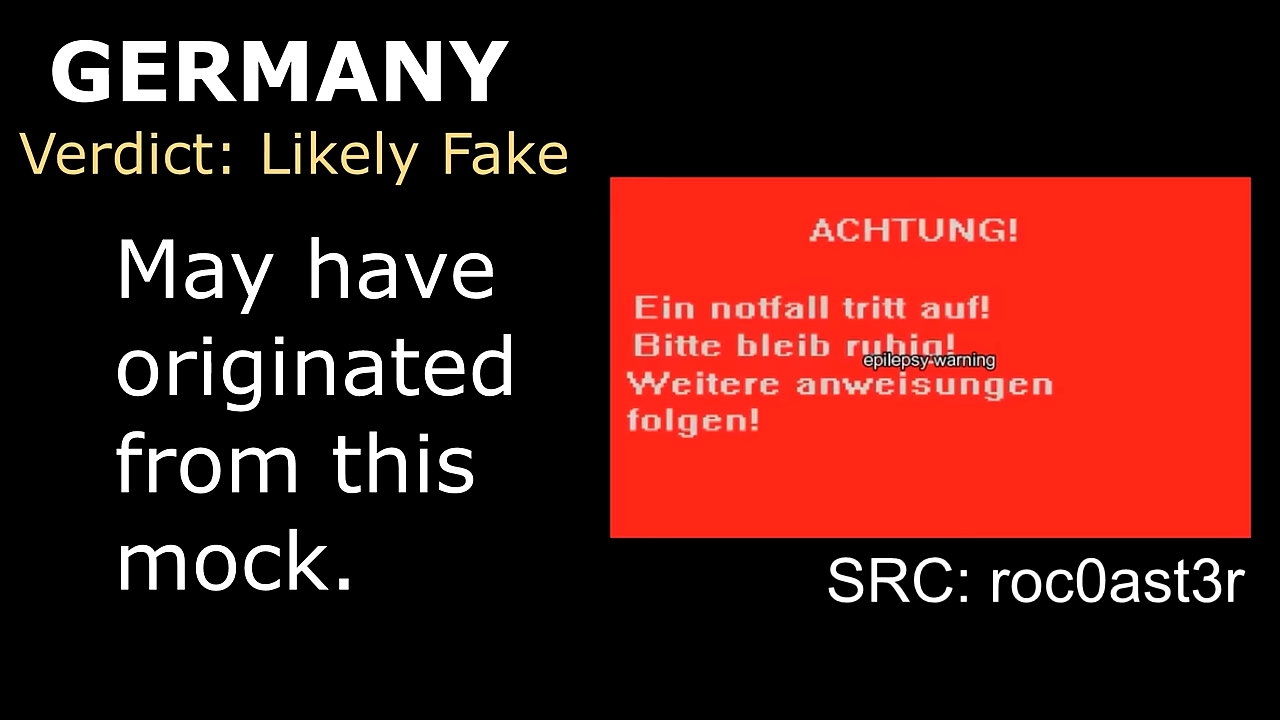 GERMANY
Verdict: Likely Fake
May have
originated
from this
mock.
ACHTUNG!
Ein notfall tritt auf!
Bitte bleib ruhig!
epilepsy warning
Weitere anweisungen
folgen!
SRC: roc0ast3r